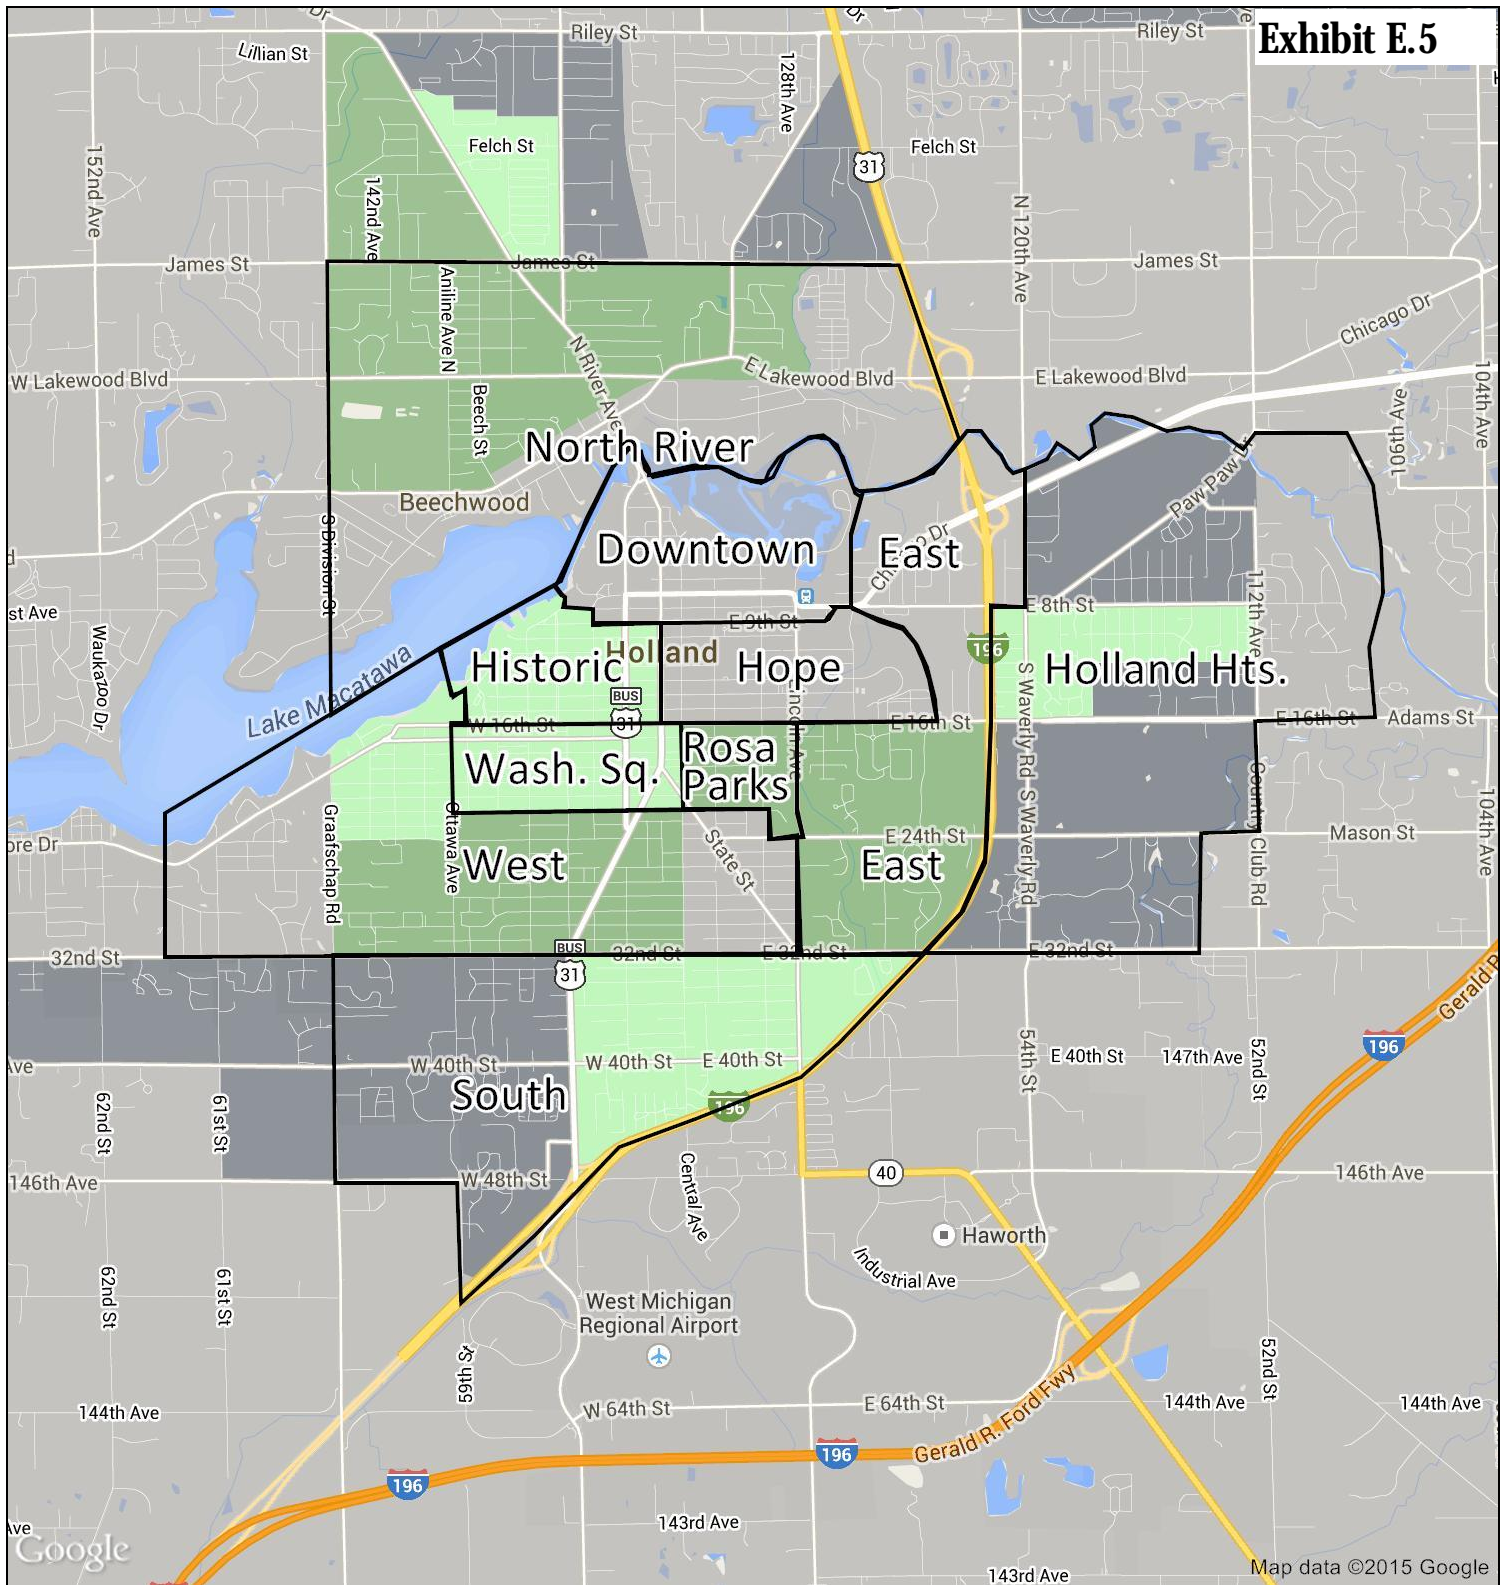 Exhibit E.5
Dr
Dr
Riley St
Riley St
Lillian St
128th Ave
Felch St
Felch St
31
152nd Ave
142nd Ave
N 120th Ave
James St
James St
James St
Aniline Ave N
Chicago Dr
N River Ave
W Lakewood Blvd
E Lakewood Blvd
E Lakewood Blvd
104th Ave
Beech St
106th Ave
North River
Paw Paw Dr
Beechwood
S Division St
Downtown
East
Chicago Dr
st Ave
E 8th St
112th Ave
E 9th St
Waukazoo Dr
Holland
Historic
Hope
196
Holland Hts.
Lake Macatawa
BUS
31
Lincoln Ave
S Waverly Rd
W 16th St
E 16th St
E 16th St
Adams St
Wash. Sq.
Rosa
Parks
Country Club Rd
104th Ave
S Waverly Rd
Graafschap Rd
Ottawa Ave
ore Dr
State St
E 24th St
Mason St
West
East
BUS
31
32nd St
32nd St
E 32nd St
E 32nd St
Gerald R
Ave
W 40th St
W 40th St
E 40th St
54th St
E 40th St
147th Ave
52nd St
196
South
62nd St
61st St
196
146th Ave
W 48th St
Central Ave
40
146th Ave
Haworth
Industrial Ave
62nd St
61st St
West Michigan
Regional Airport
59th St
52nd St
144th Ave
W 64th St
E 64th St
144th Ave
144th Ave
Gerald R. Ford Fwy
196
196
Ave
143rd Ave
Google
143rd Ave
Map data ©2015 Google